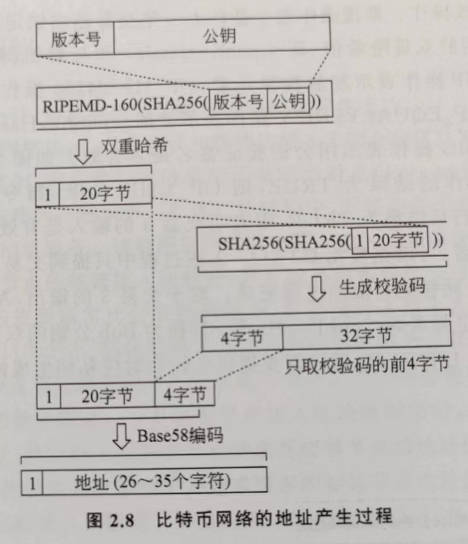 版本号 公钥
RIPEMD-160(SHA256(版本号 公钥))
双重哈希
1 20字节
SHA256(SHA256(1 20字节))
生成校验码
4字节 32字节
只取校验码的前4字节
1 20字节 4字节
Base58编码
1 地址 (26～35个字符)
图 2.8 比特币网络的地址产生过程